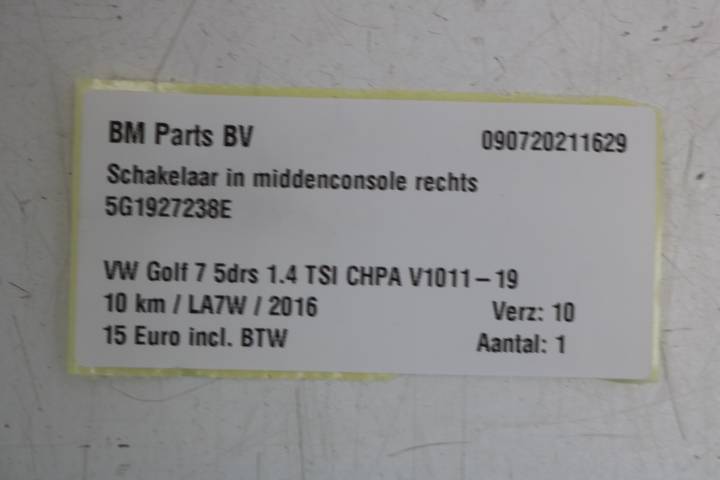 BM Parts BV 090720211629
Schakelaar in middenconsole rechts
5G1927238E
VW Golf 7 5drs 1.4 TSI CHPA V1011-19
10 km / LA7W / 2016 Verz: 10
15 Euro incl. BTW Aantal: 1